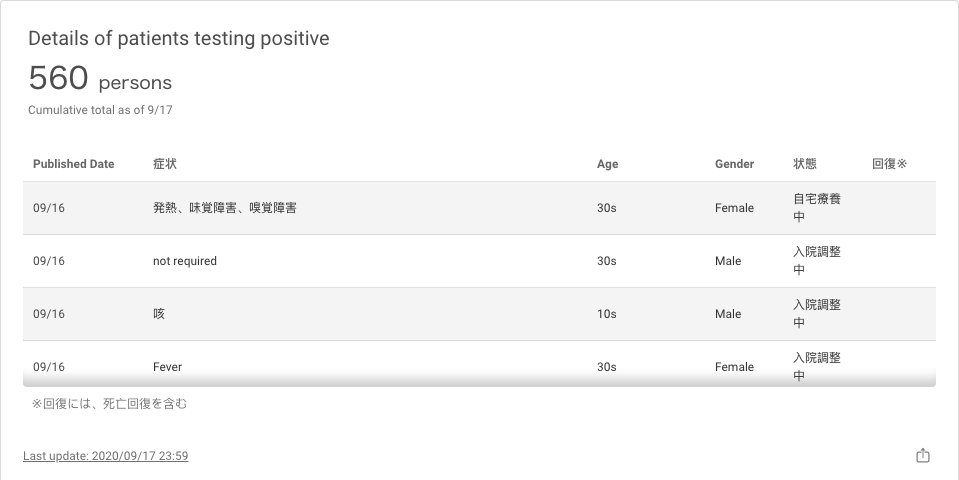 Details of patients testing positive
560 persons
Cumulative total as of 9/17
Published Date 症状 Age Gender 状態 回復※
09/16 発熱、味覚障害、嗅覚障害 30s Female 自宅療養中
09/16 not required 30s Male 入院調整中
09/16 咳 10s Male 入院調整中
09/16 Fever 30s Female 入院調整中
※回復には、死亡回復を含む
Last update: 2020/09/17 23:59